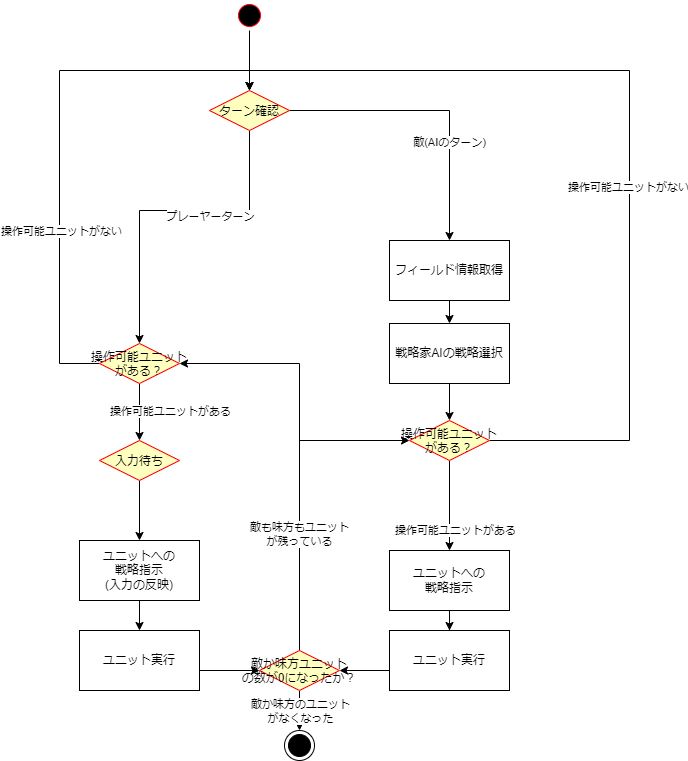 ターン確認
敵(AIのターン)
操作可能ユニットがない
プレーヤーターン
操作可能ユニットがない
フィールド情報取得
戦略家AIの戦略選択
操作可能ユニット
がある？
操作可能ユニットがある
操作可能ユニット
がある？
入力待ち
敵も味方もユニット
が残っている
操作可能ユニットがある
ユニットへの
戦略指示
(入力の反映)
ユニットへの
戦略指示
ユニット実行
敵か味方ユニット
の数が0になったか？
ユニット実行
敵か味方のユニット
がなくなった